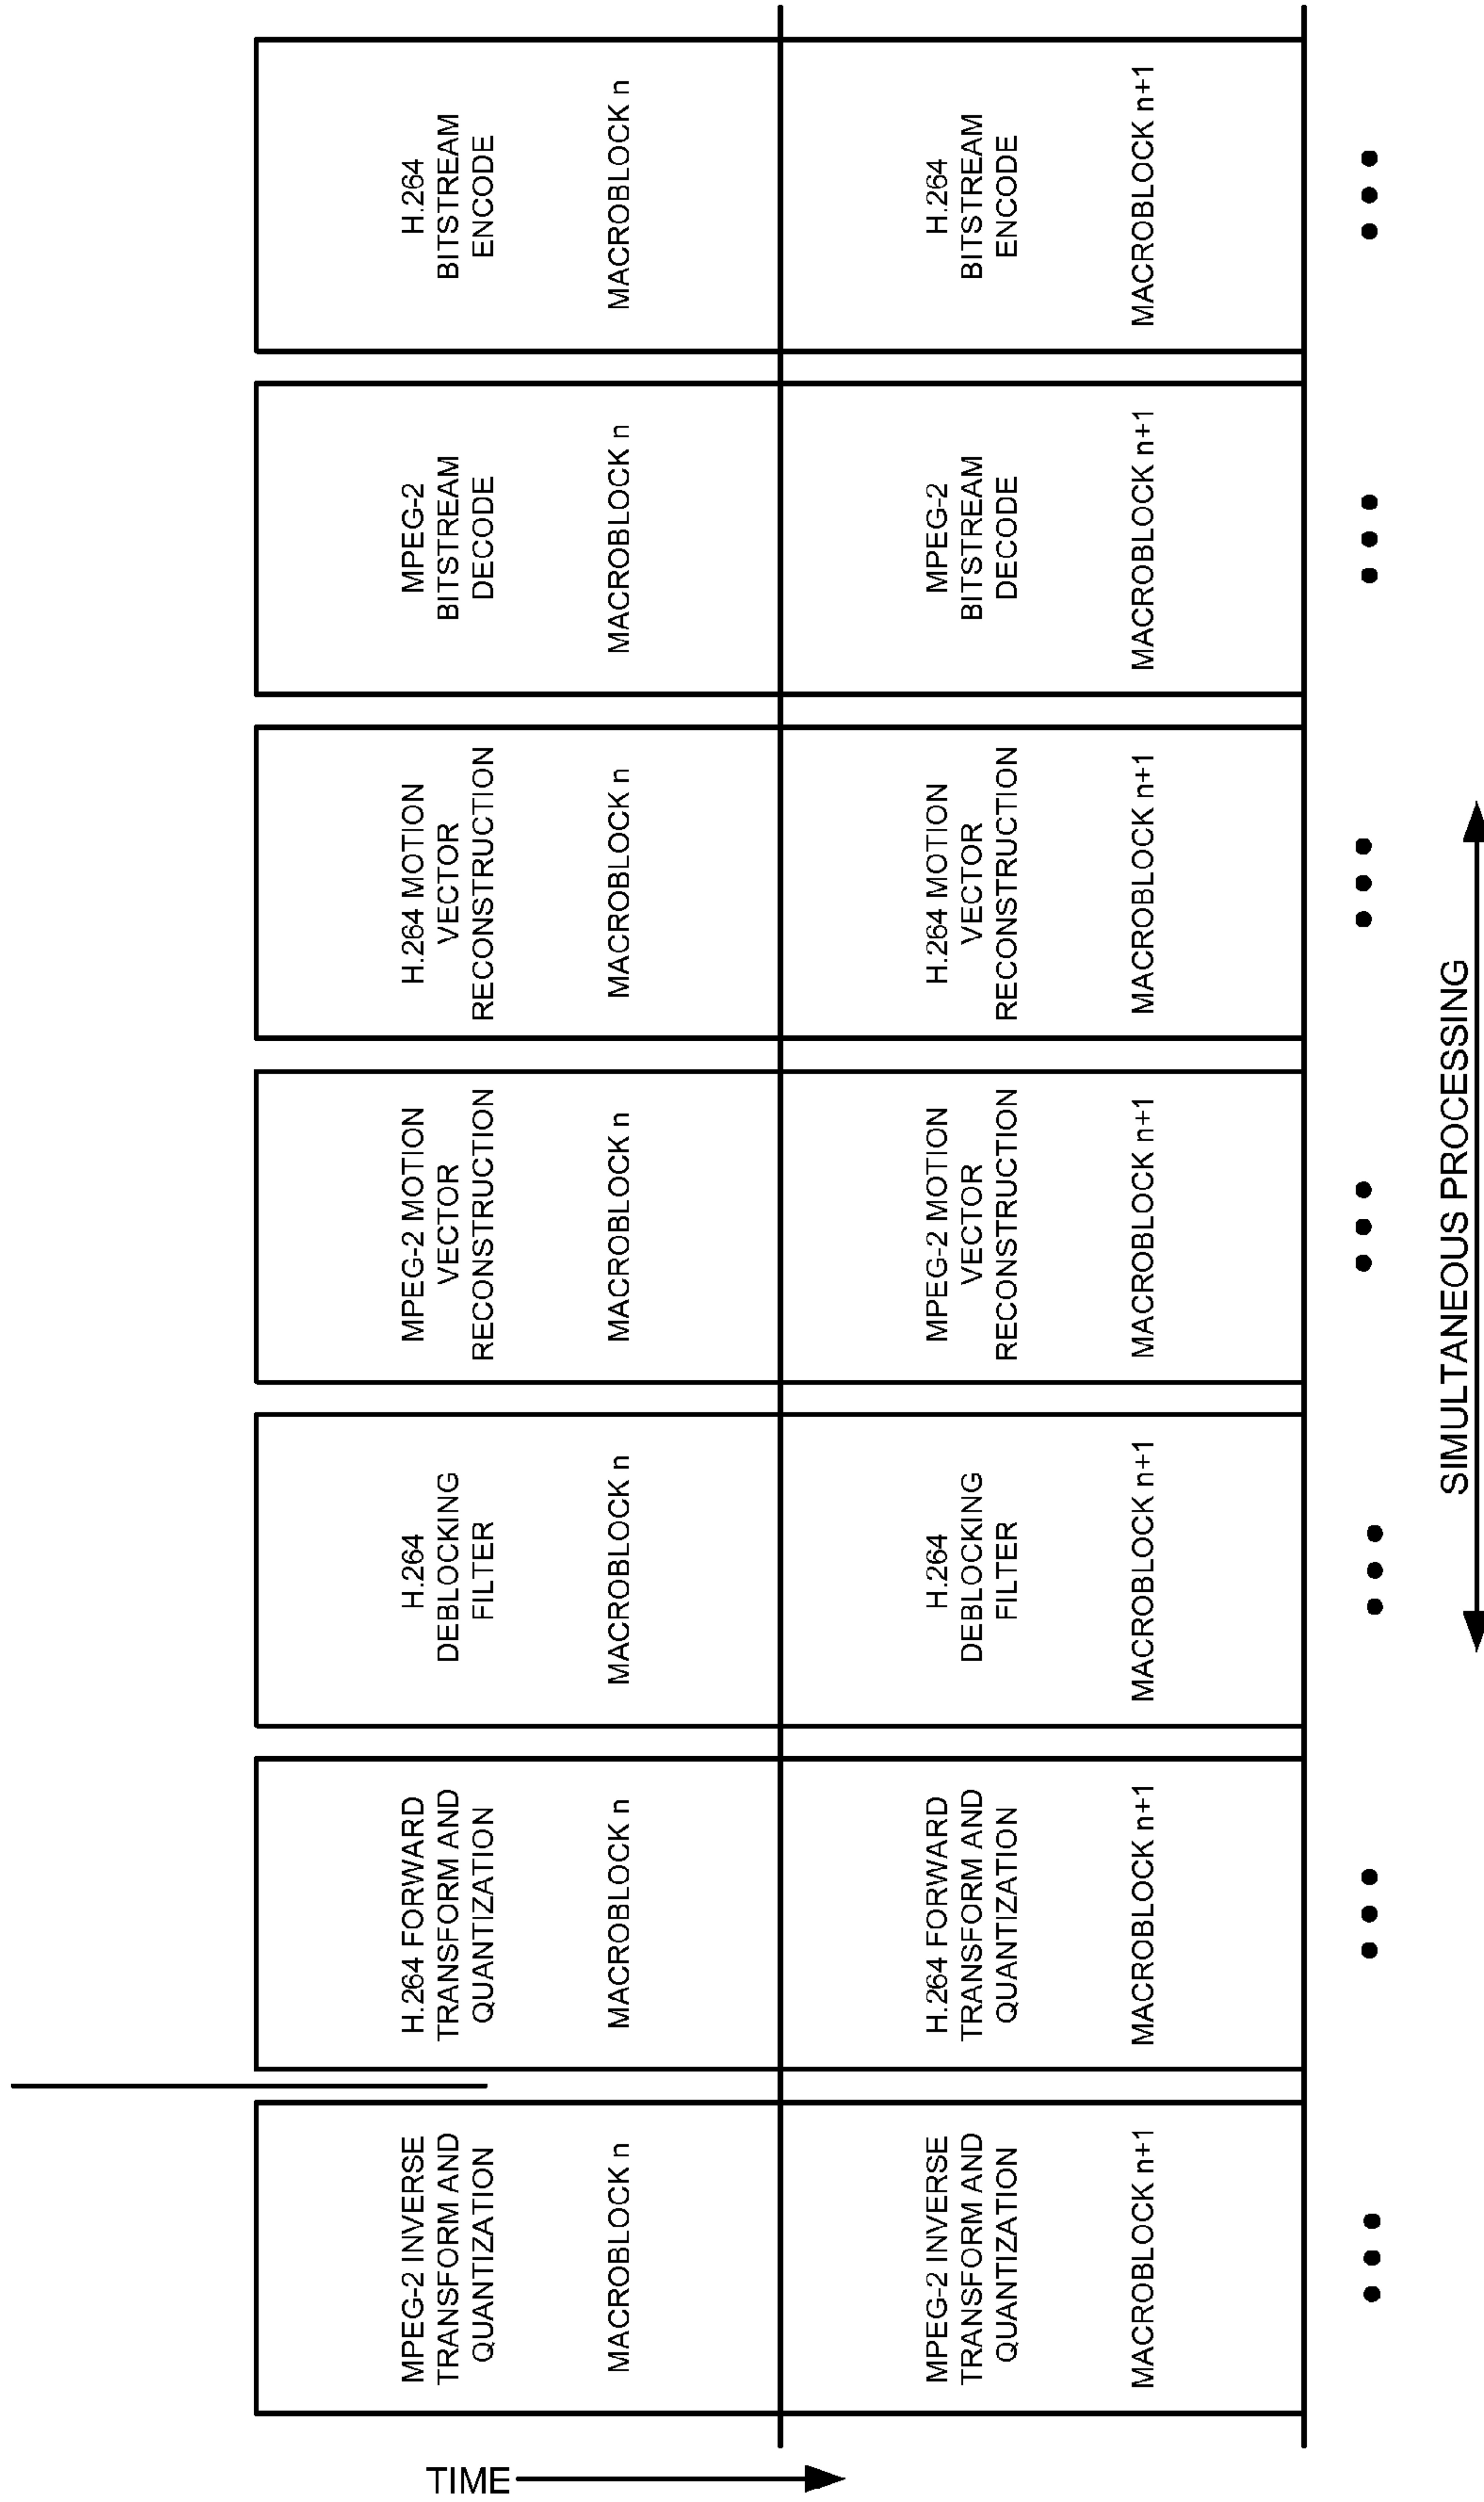 TIME
MPEG-2 INVERSE
TRANSFORM AND
QUANTIZATION
MACROBLOCK n
H.264 FORWARD
TRANSFORM AND
QUANTIZATION
MACROBLOCK n
H.264
DEBLOCKING
FILTER
MACROBLOCK n
MPEG-2 MOTION
VECTOR
RECONSTRUCTION
MACROBLOCK n
H.264 MOTION
VECTOR
RECONSTRUCTION
MACROBLOCK n
MPEG-2
BITSTREAM
DECODE
MACROBLOCK n
H.264
BITSTREAM
ENCODE
MACROBLOCK n
MPEG-2 INVERSE
TRANSFORM AND
QUANTIZATION
MACROBLOCK n+1
H.264 FORWARD
TRANSFORM AND
QUANTIZATION
MACROBLOCK n+1
H.264
DEBLOCKING
FILTER
MACROBLOCK n+1
MPEG-2 MOTION
VECTOR
RECONSTRUCTION
MACROBLOCK n+1
H.264 MOTION
VECTOR
RECONSTRUCTION
MACROBLOCK n+1
MPEG-2
BITSTREAM
DECODE
MACROBLOCK n+1
H.264
BITSTREAM
ENCODE
MACROBLOCK n+1
SIMULTANEOUS PROCESSING